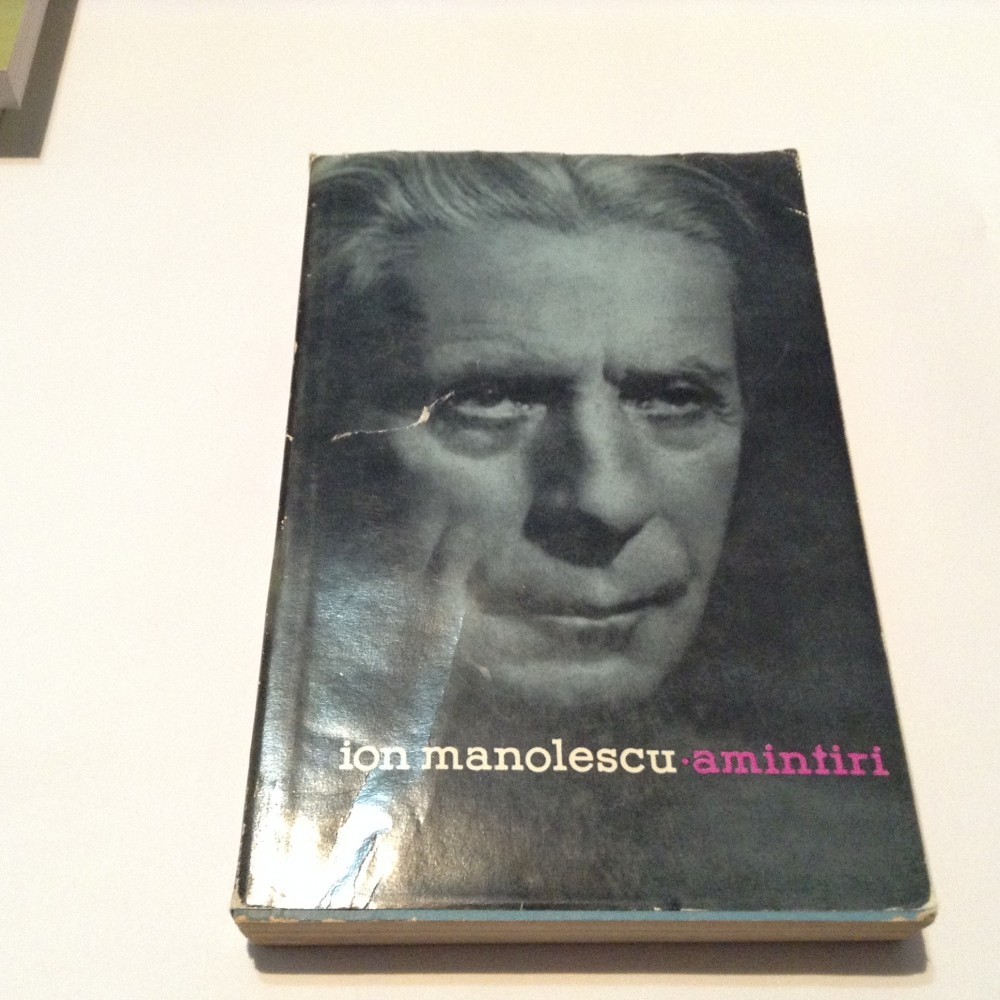 ion manolescu · amintiri